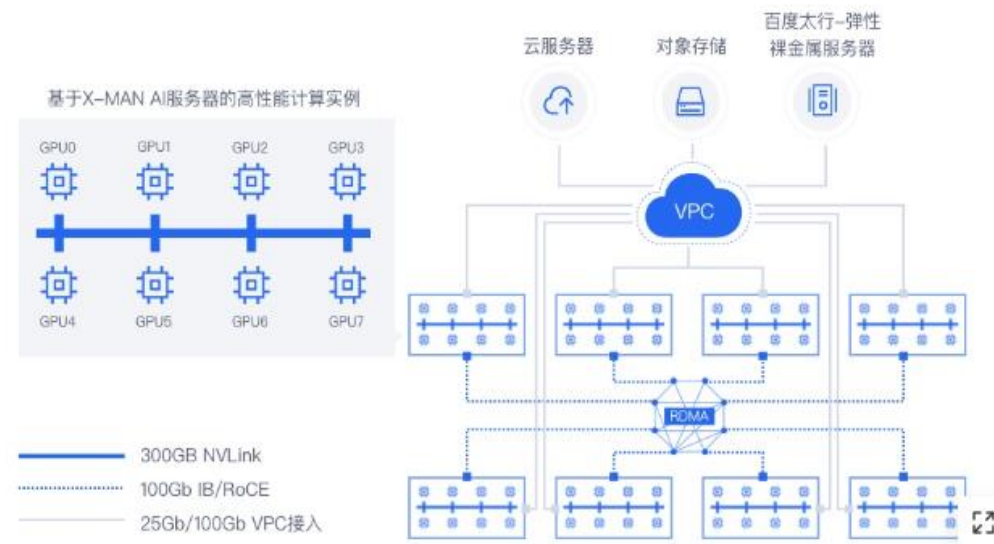 百度太行-弹性
裸金属服务器
云服务器
对象存储
基于X-MAN AI服务器的高性能计算实例
GPU0
GPU1
GPU2
GPU3
GPU4
GPU5
GPU6
GPU7
VPC
RDMA
300GB NVLink
100Gb IB/RoCE
25Gb/100Gb VPC接入